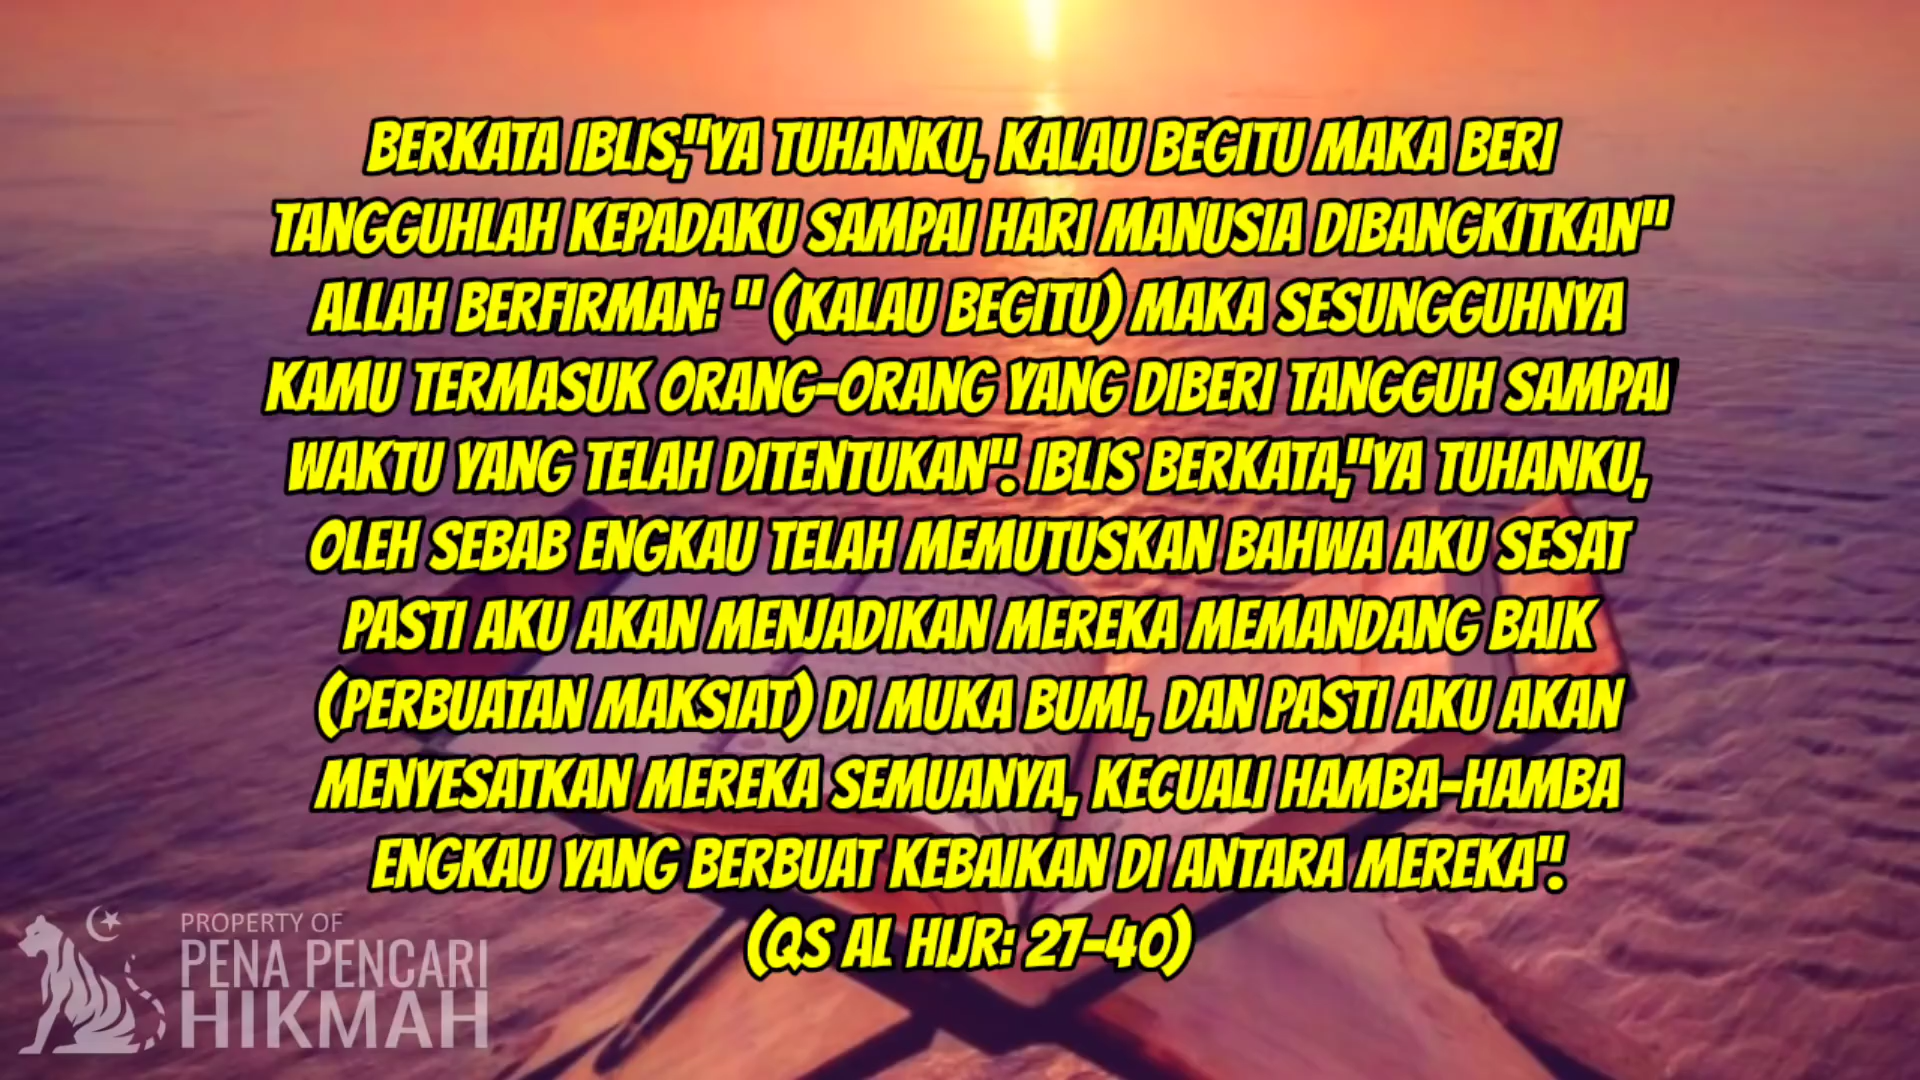 BERKATA IBLIS,"YA TUHANKU, KALAU BEGITU MAKA BERI
TANGGUHLAH KEPADAKU SAMPAI HARI MANUSIA DIBANGKITKAN"
ALLAH BERFIRMAN: " (KALAU BEGITU) MAKA SESUNGGUHNYA
KAMU TERMASUK ORANG-ORANG YANG DIBERI TANGGUH SAMPAI
WAKTU YANG TELAH DITENTUKAN". IBLIS BERKATA,"YA TUHANKU,
OLEH SEBAB ENGKAU TELAH MEMUTUSKAN BAHWA AKU SESAT
PASTI AKU AKAN MENJADIKAN MEREKA MEMANDANG BAIK
(PERBUATAN MAKSIAT) DI MUKA BUMI, DAN PASTI AKU AKAN
MENYESATKAN MEREKA SEMUANYA, KECUALI HAMBA-HAMBA
ENGKAU YANG BERBUAT KEBAIKAN DI ANTARA MEREKA".
(QS AL HIJR: 27-40)
PROPERTY OF
PENA PENCARI
HIKMAH